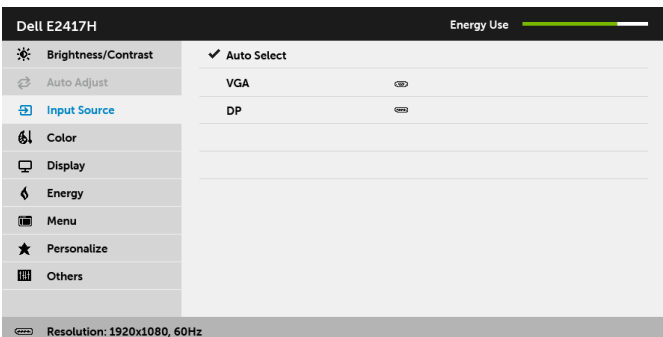 Dell E2417H Energy Use
Brightness/Contrast Auto Select
Auto Adjust VGA
Input Source DP
Color
Display
Energy
Menu
Personalize
Others
Resolution: 1920x1080, 60Hz